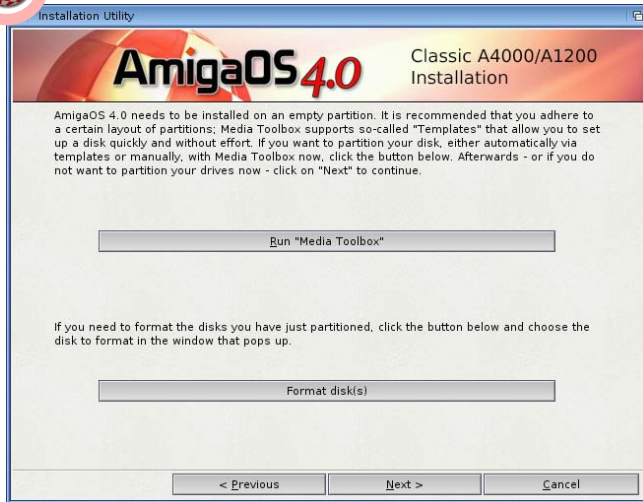 Installation Utility
AmigaOS 4.0
Classic A4000/A1200
Installation
AmigaOS 4.0 needs to be installed on an empty partition. It is recommended that you adhere to
a certain layout of partitions; Media Toolbox supports so-called "Templates" that allow you to set
up a disk quickly and without effort. If you want to partition your disk, either automatically via
templates or manually, with Media Toolbox now, click the button below. Afterwards - or if you do
not want to partition your drives now - click on "Next" to continue.
Run "Media Toolbox"
If you need to format the disks you have just partitioned, click the button below and choose the
disk to format in the window that pops up.
Format disk(s)
< Previous
Next >
Cancel